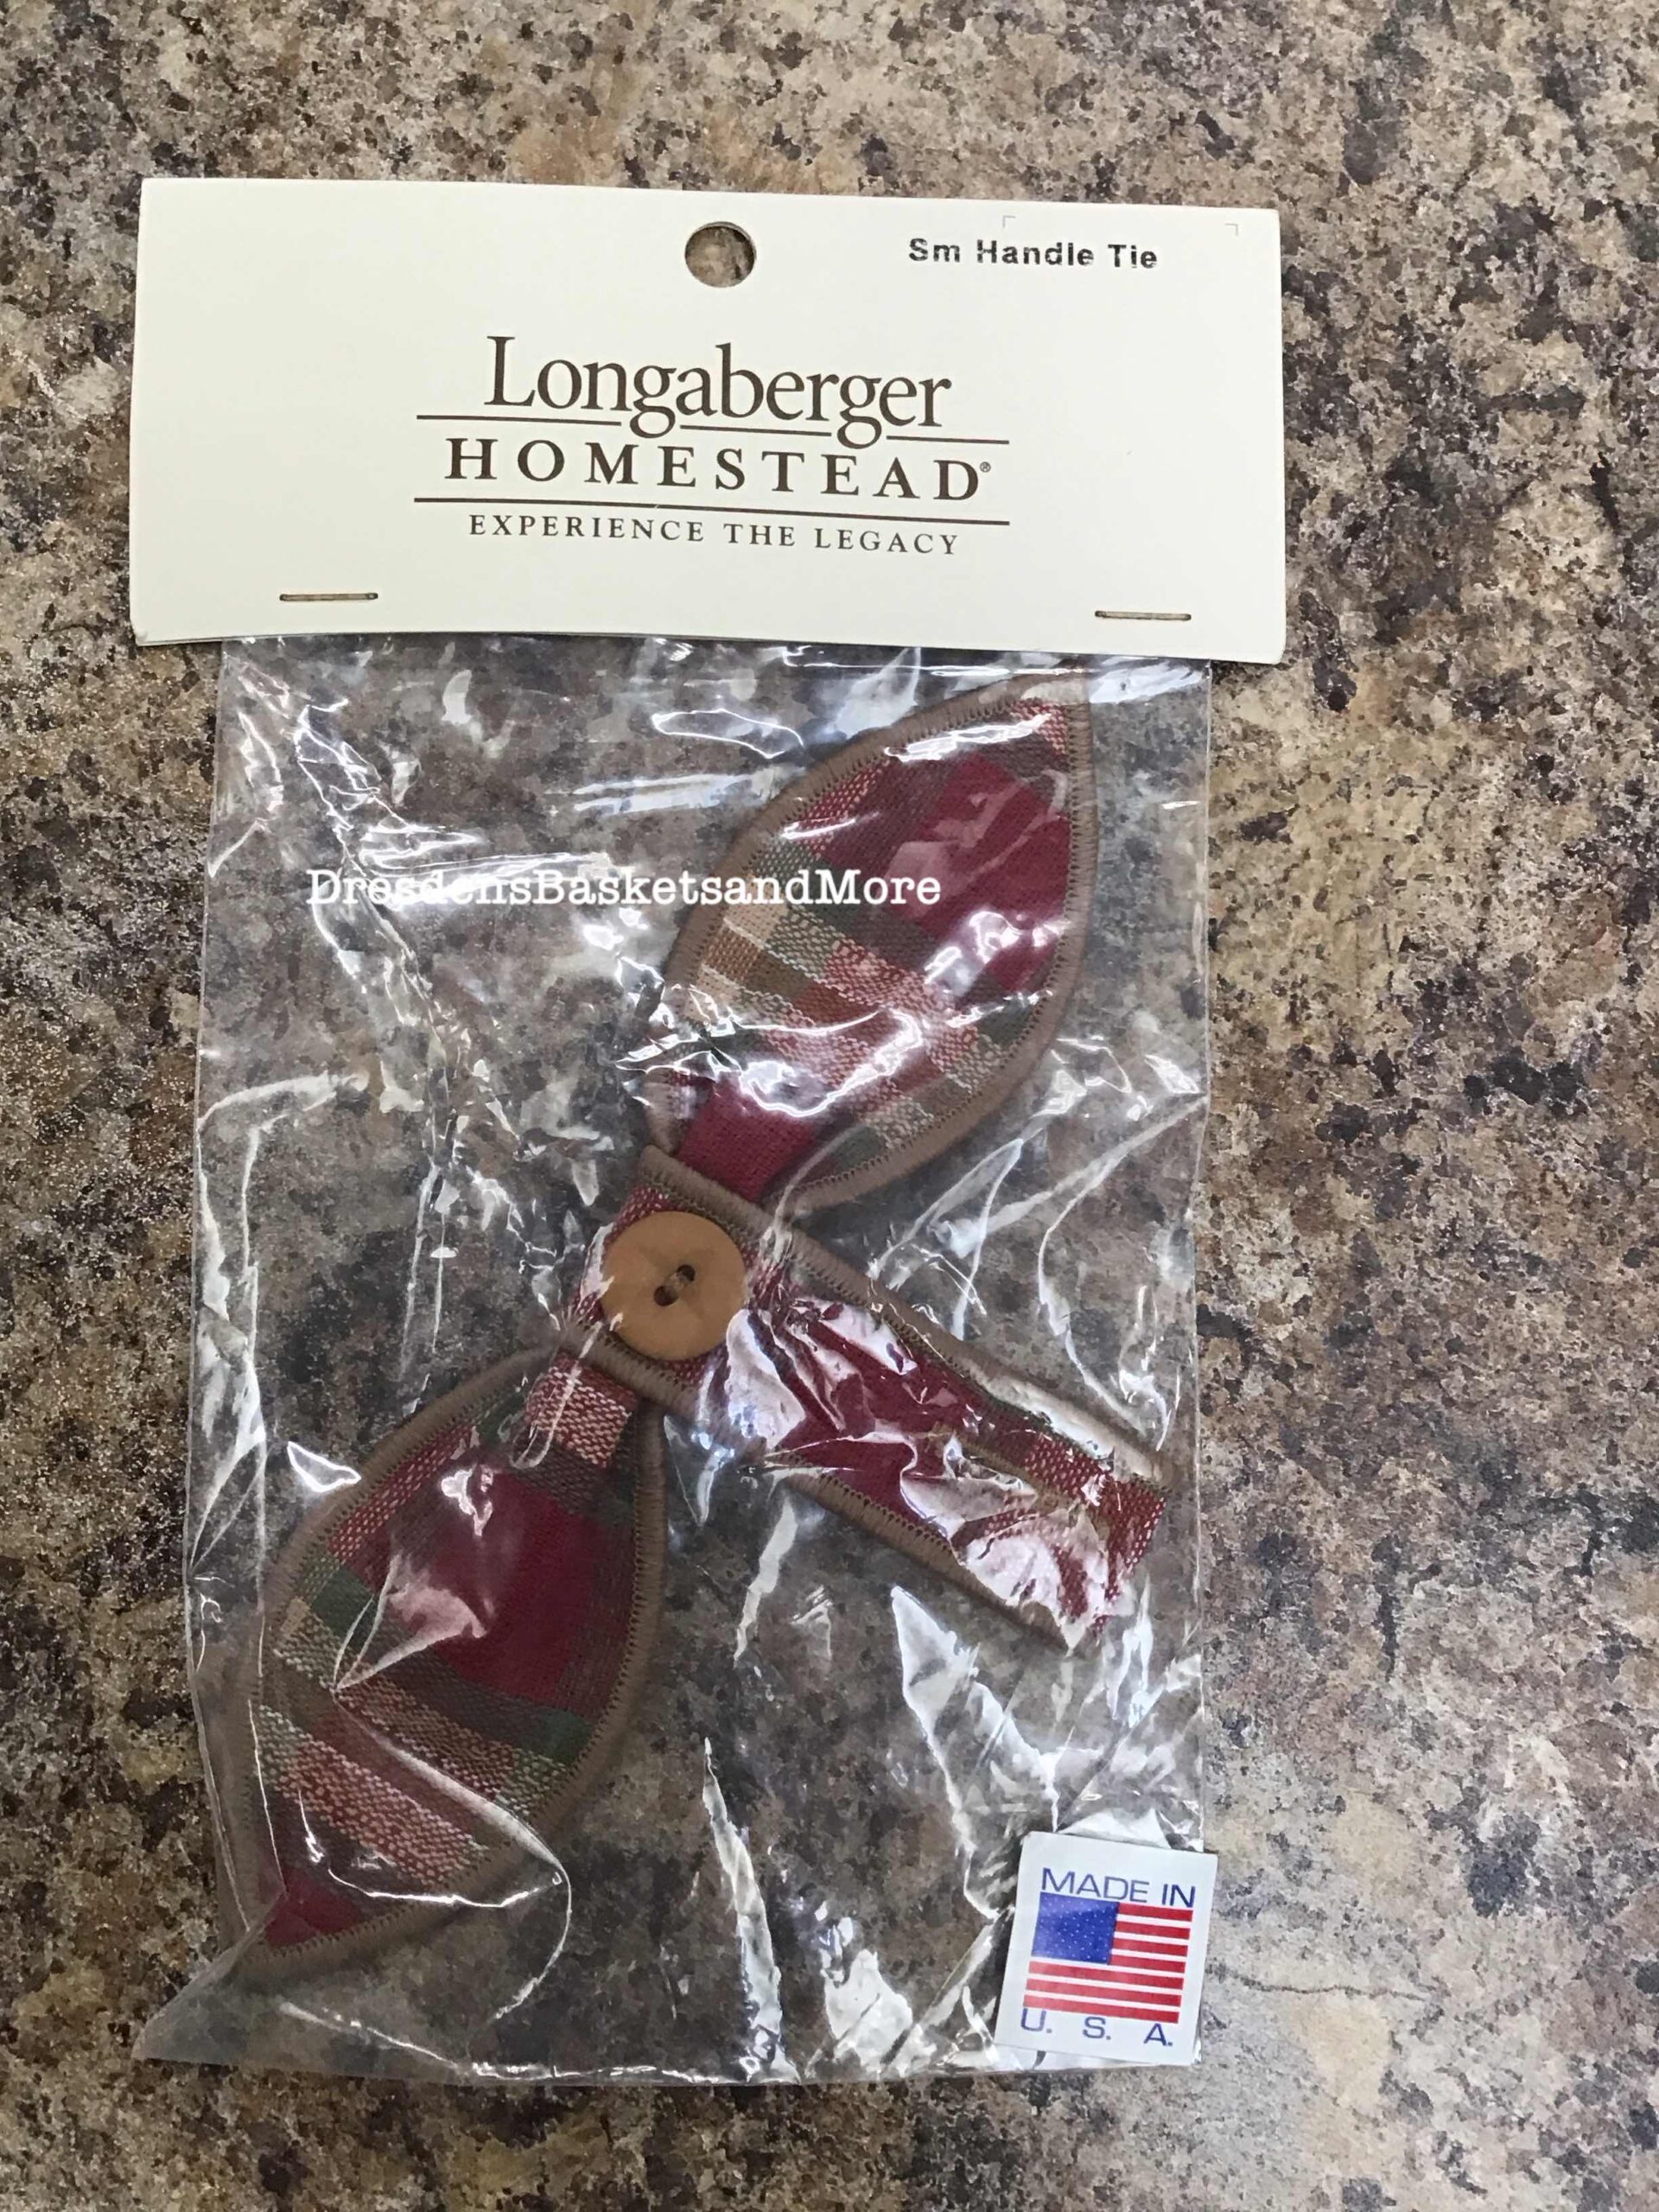 Sm Handle Tie
Longaberger
HOMESTEAD®
EXPERIENCE THE LEGACY
DresdensBasketsandMore
MADE IN
U. S. A.